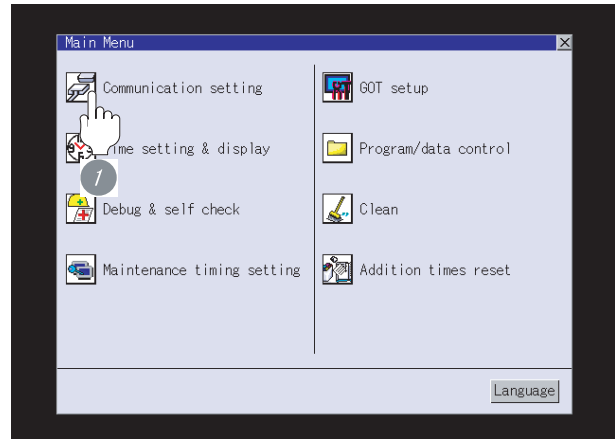 Main Menu
Communication setting
GOT setup
ime setting & display
Program/data control
1
Debug & self check
Clean
Maintenance timing setting
Addition times reset
Language